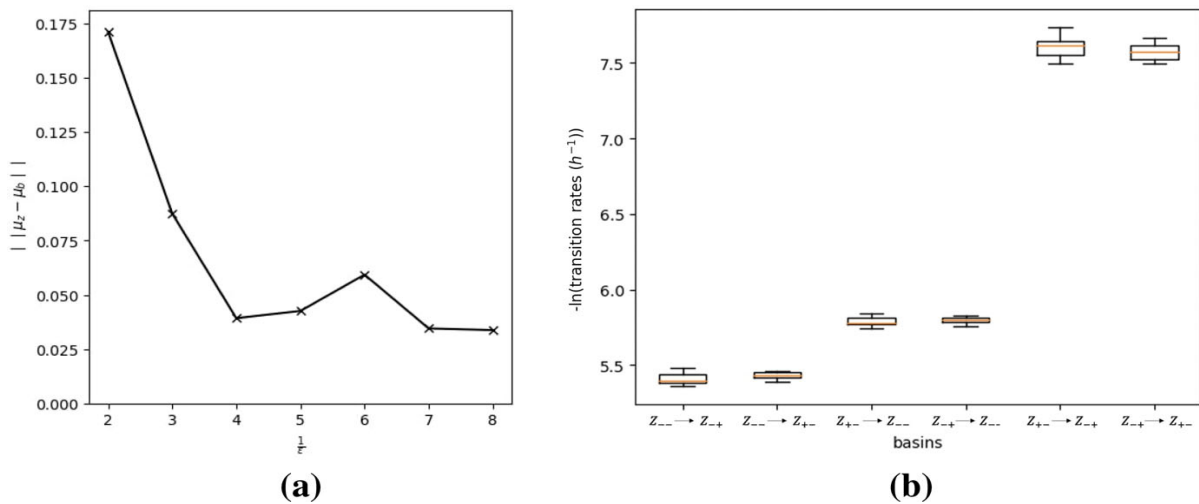 0.175
0.150
0.125
0.100
0.075
0.050
0.025
0.000
| | μ_z − μ_b | |
2 3 4 5 6 7 8
1/ε
(a)
7.5
7.0
6.5
6.0
5.5
-ln(transition rates (h⁻¹))
Z₋₋ → Z₋₊ Z₋₋ → Z₊₋ Z₊₋ → Z₋₋ Z₋₊ → Z₋₋ Z₊₋ → Z₋₊ Z₋₊ → Z₊₋
basins
(b)